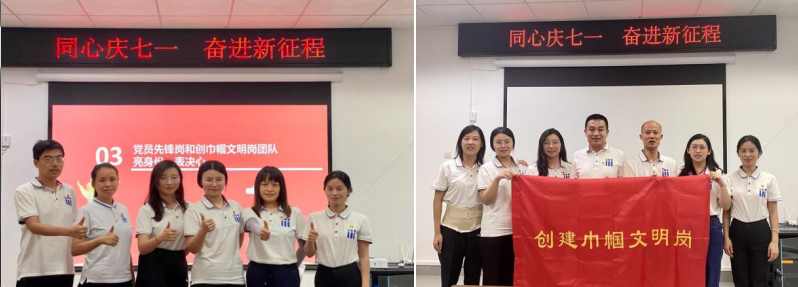 同心庆七一 奋进新征程
03 党员先锋岗和创巾帼文明岗团队
亮身份、表决心
同心庆七一 奋进新征程
创建巾帼文明岗